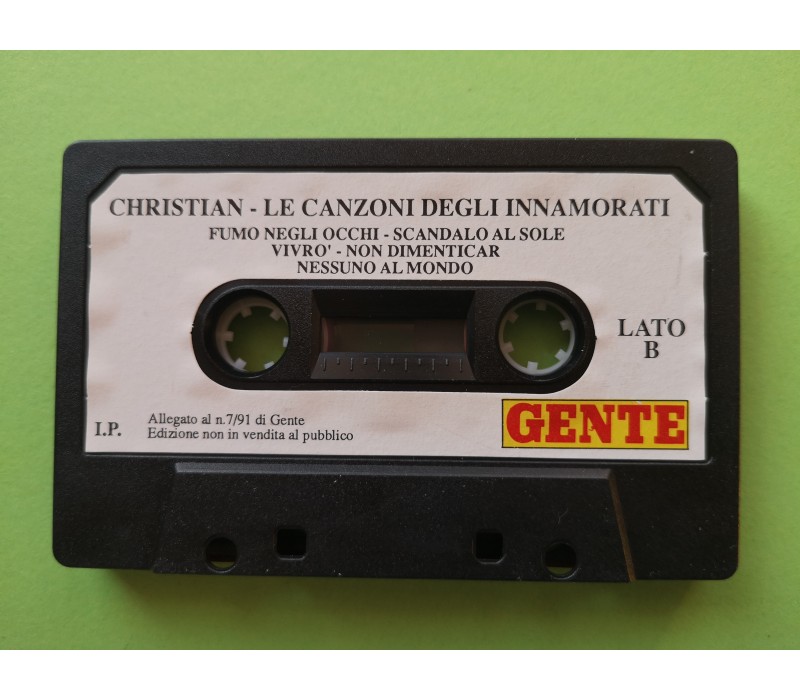 CHRISTIAN - LE CANZONI DEGLI INNAMORATI
FUMO NEGLI OCCHI - SCANDALO AL SOLE
VIVRO' - NON DIMENTICAR
NESSUNO AL MONDO
LATO
B
I.P.
Allegato al n.7/91 di Gente
Edizione non in vendita al pubblico
GENTE